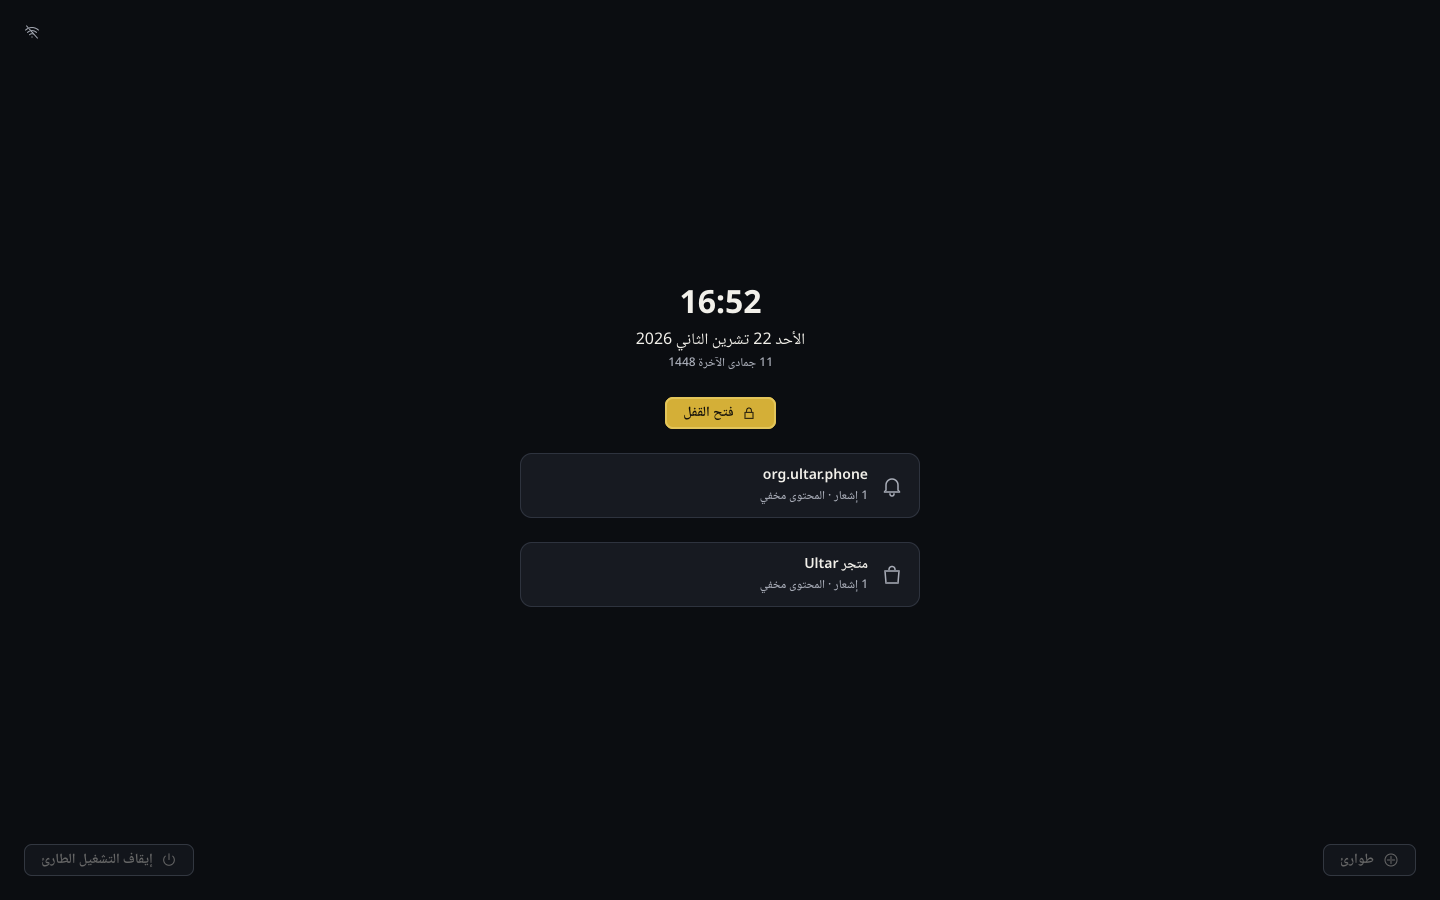 16:52
الأحد 22 تشرين الثاني 2026
11 جمادى الآخرة 1448
فتح القفل
org.ultar.phone
1 إشعار · المحتوى مخفي
متجر Ultar
1 إشعار · المحتوى مخفي
طوارئ
إيقاف التشغيل الطارئ